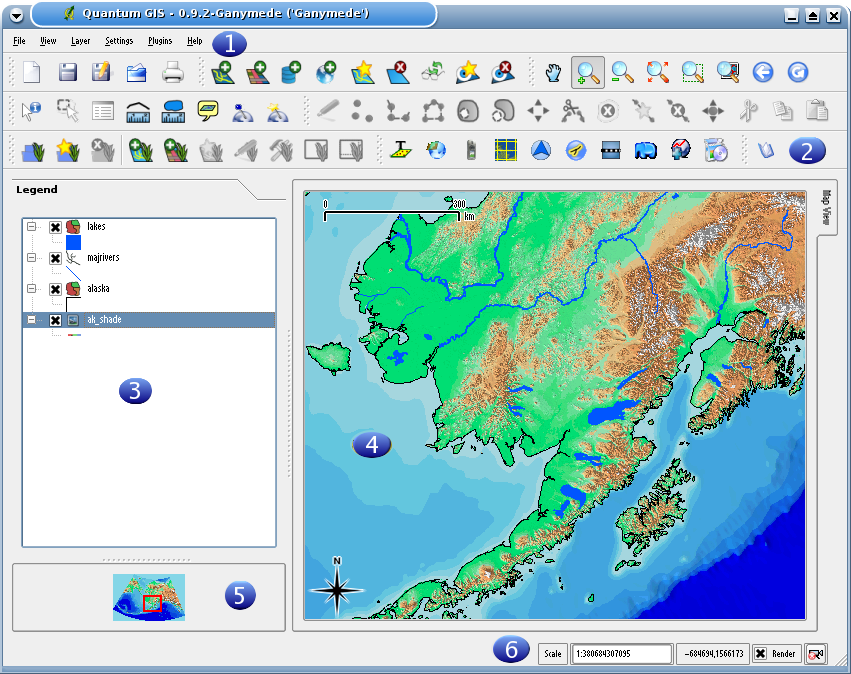 Quantum GIS - 0.9.2-Ganymede ('Ganymede')
File View Layer Settings Plugins Help 1
2
Legend
Map View
lakes
majrivers
alaska
ak_shade
0 300
km
3
4
N
5
6 Scale 1:380684307095 -684694,1566173 Render